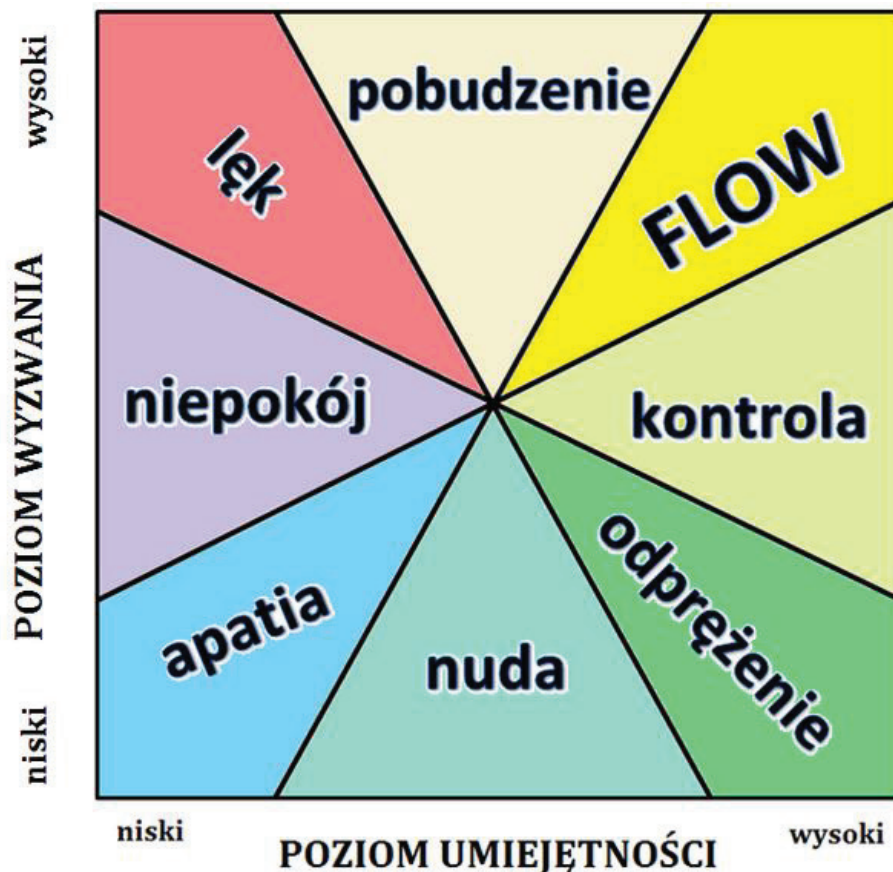 wysoki
POZIOM WYZWANIA
niski
lęk
pobudzenie
FLOW
niepokój
kontrola
apatia
nuda
odprężenie
niski
POZIOM UMIEJĘTNOŚCI
wysoki